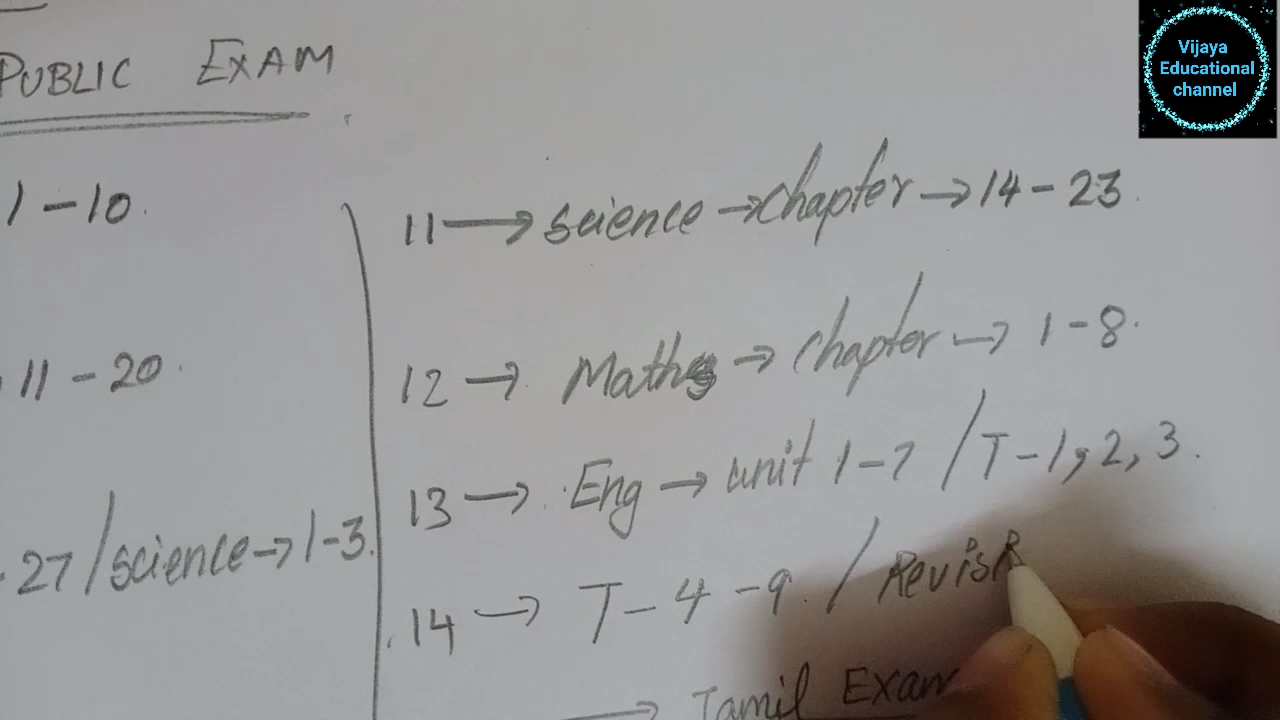 PUBLIC EXAM
1 - 10.
11 - 20.
27 / science → 1-3.
11 → science → chapter → 14 - 23.
12 → Maths → chapter → 1-8.
13 → Eng → unit 1-7 / T-1, 2, 3.
14 → T - 4 - 9. /
→ Tamil Exam
Vijaya
Educational
channel